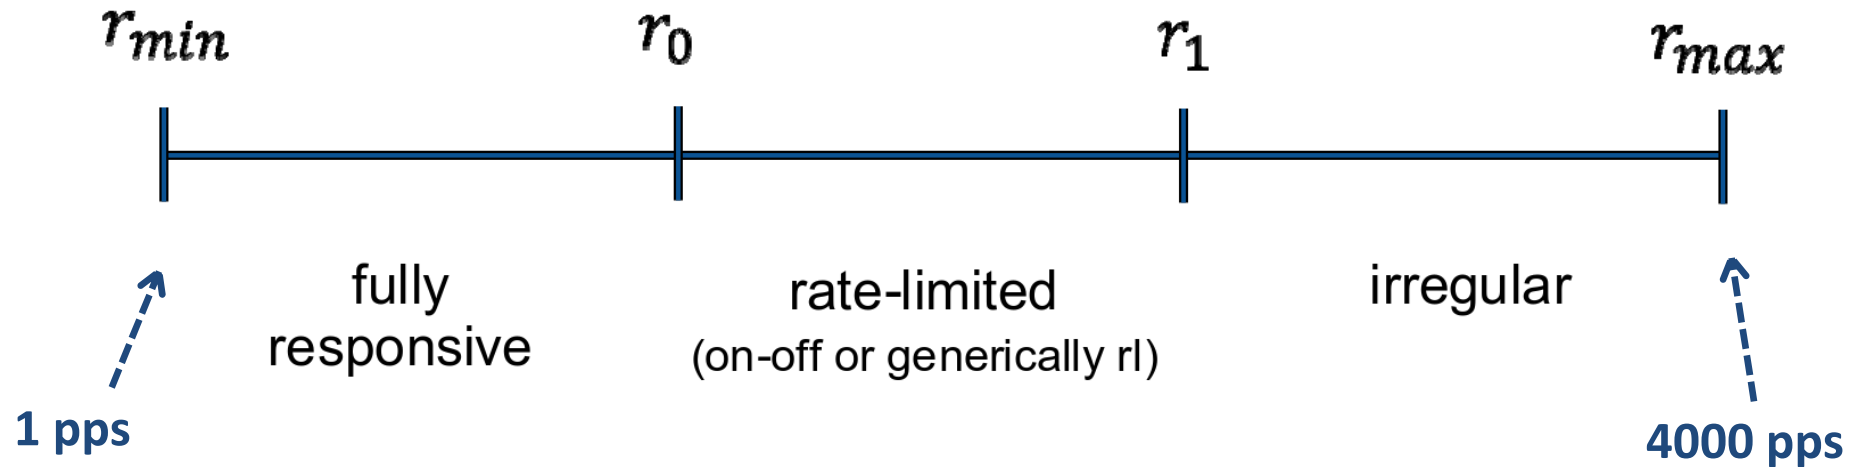 r_min r_0 r_1 r_max
fully
responsive
rate-limited
(on-off or generically rl)
irregular
1 pps
4000 pps